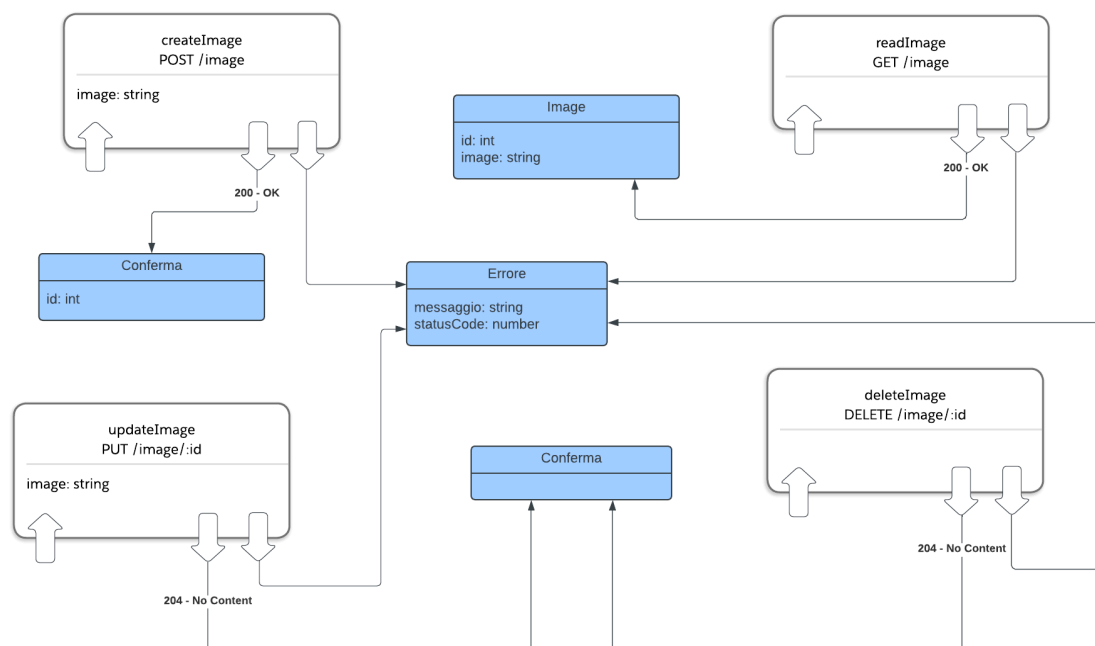 createImage
POST /image
image: string
200 - OK
Conferma
id: int
Image
id: int
image: string
readImage
GET /image
200 - OK
Errore
messaggio: string
statusCode: number
updateImage
PUT /image/:id
image: string
204 - No Content
Conferma
deleteImage
DELETE /image/:id
204 - No Content